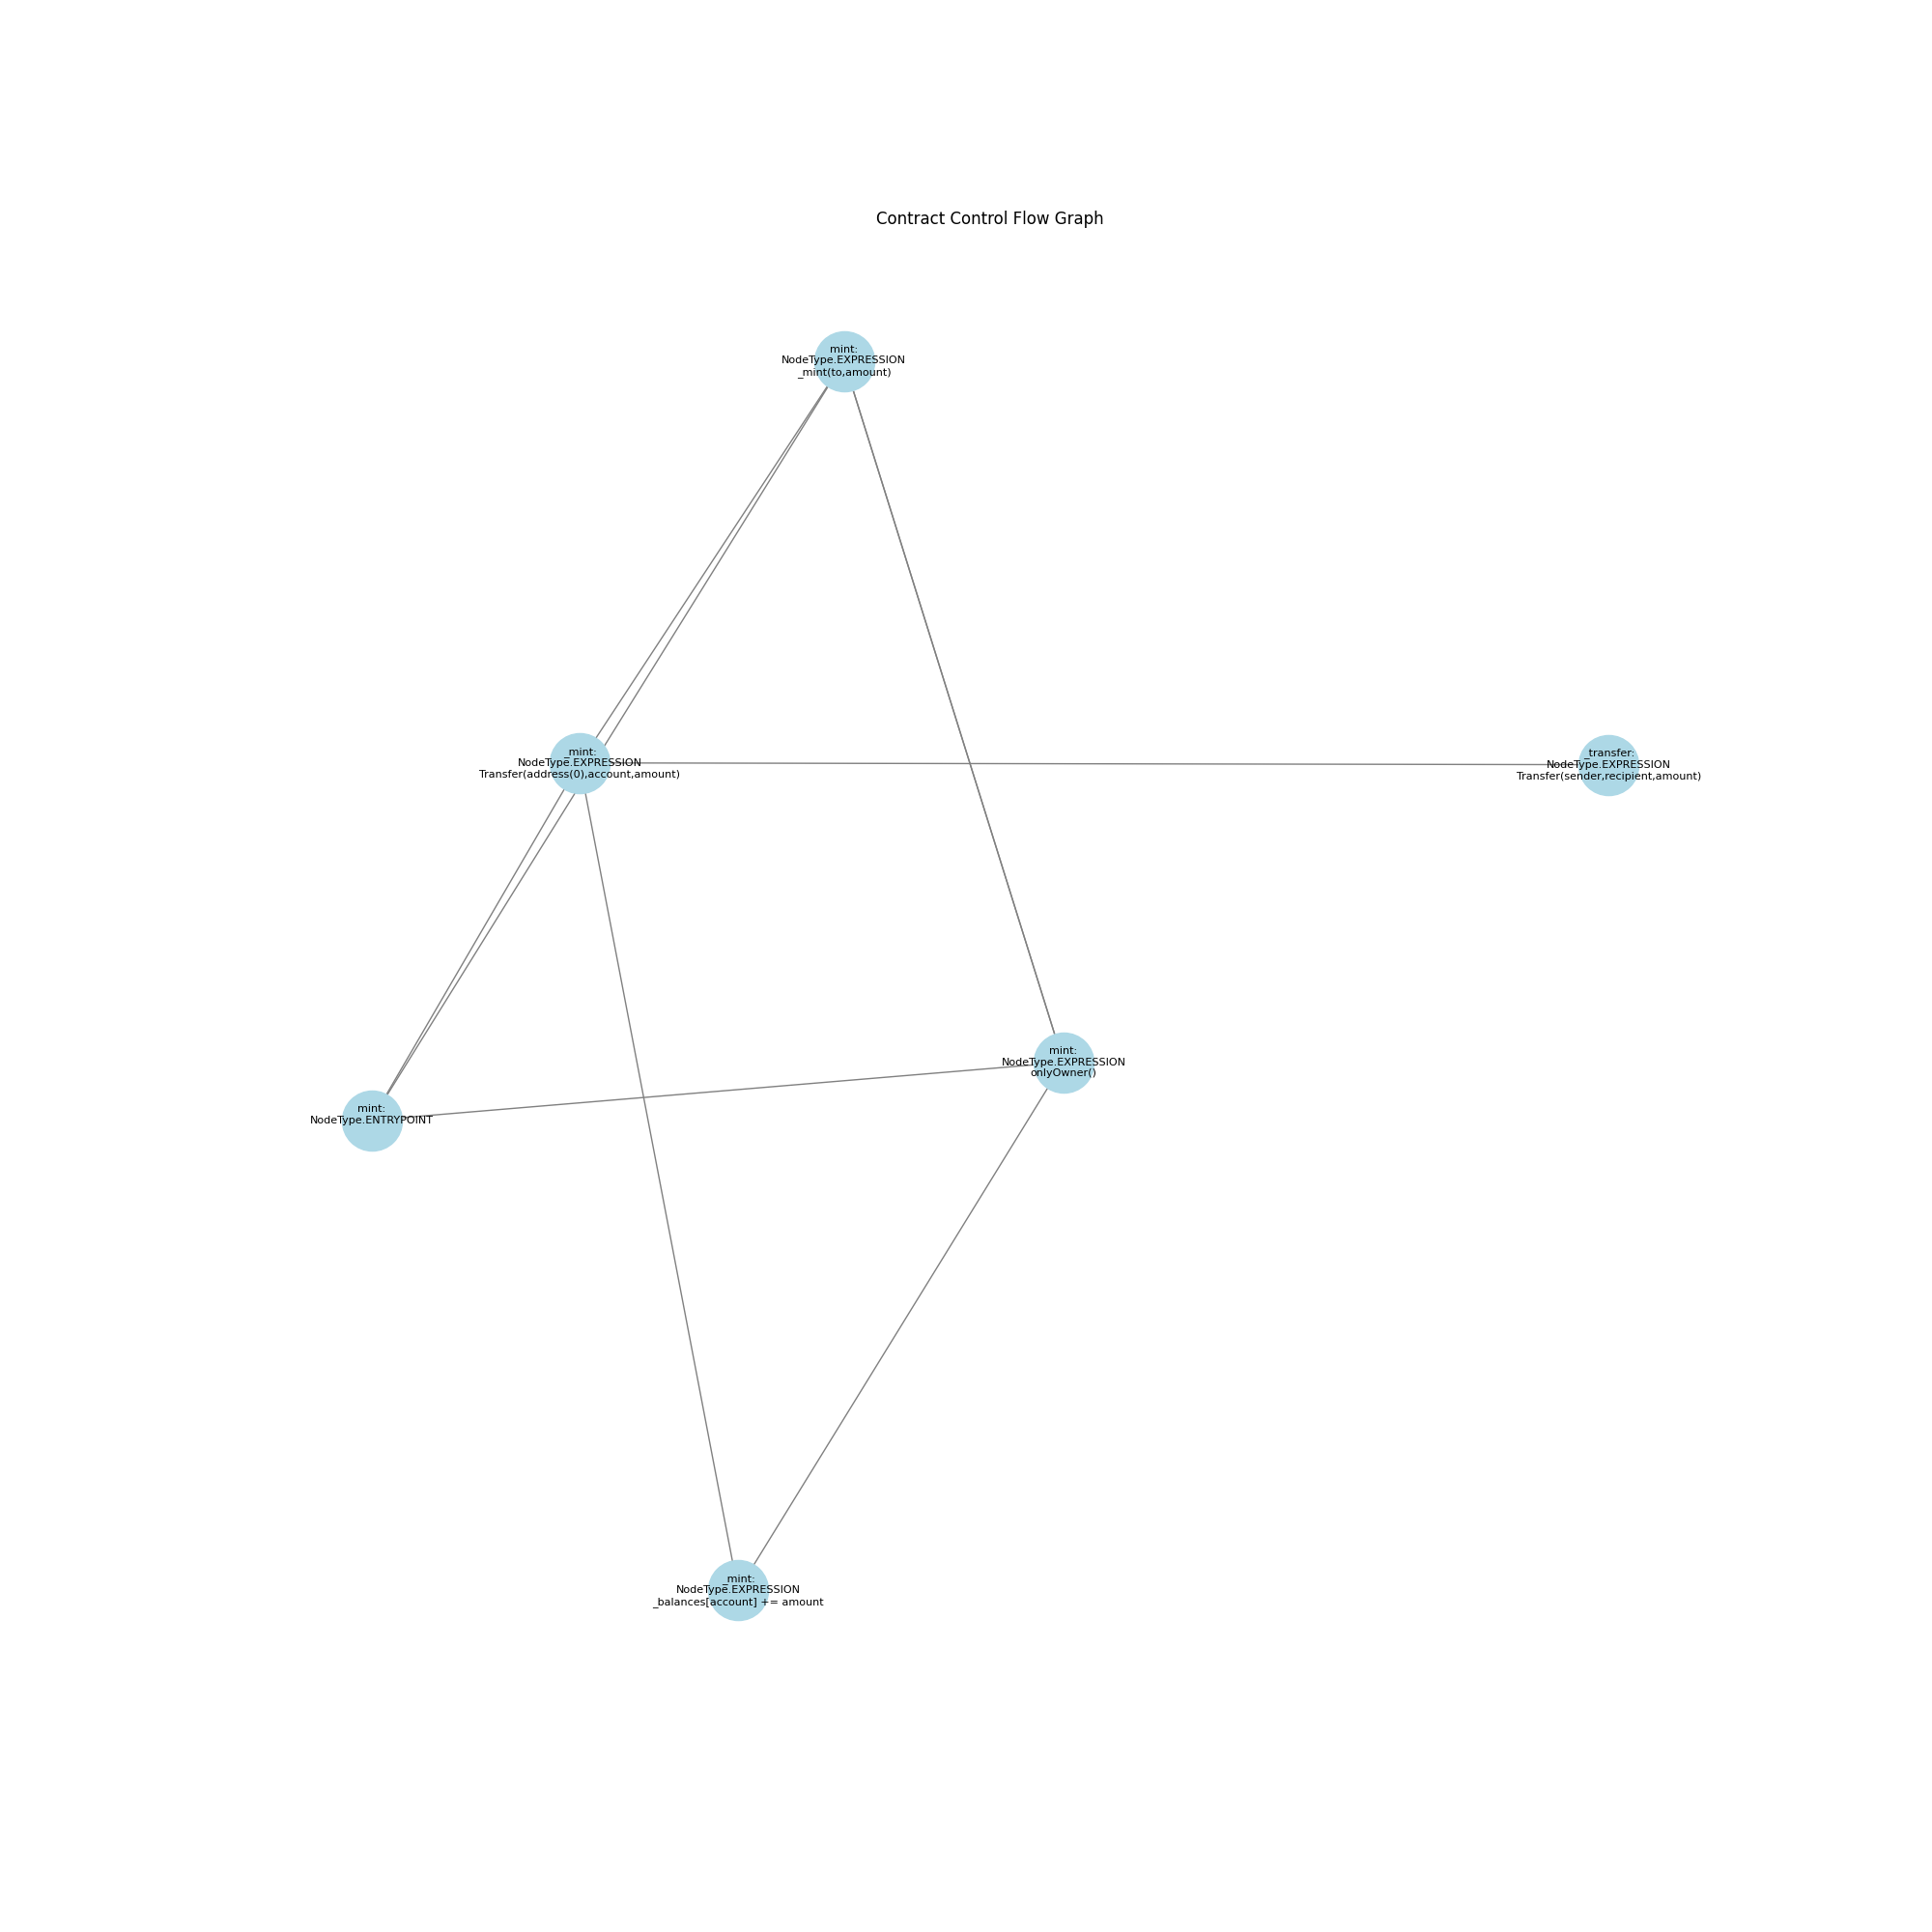 Contract Control Flow Graph
mint:
NodeType.EXPRESSION
_mint(to,amount)
_mint:
NodeType.EXPRESSION
Transfer(address(0),account,amount)
_transfer:
NodeType.EXPRESSION
Transfer(sender,recipient,amount)
mint:
NodeType.EXPRESSION
onlyOwner()
mint:
NodeType.ENTRYPOINT
_mint:
NodeType.EXPRESSION
_balances[account] += amount